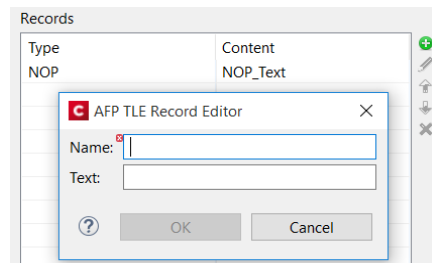 Records
Type Content
NOP NOP_Text
C AFP TLE Record Editor
Name:
Text:
? OK Cancel